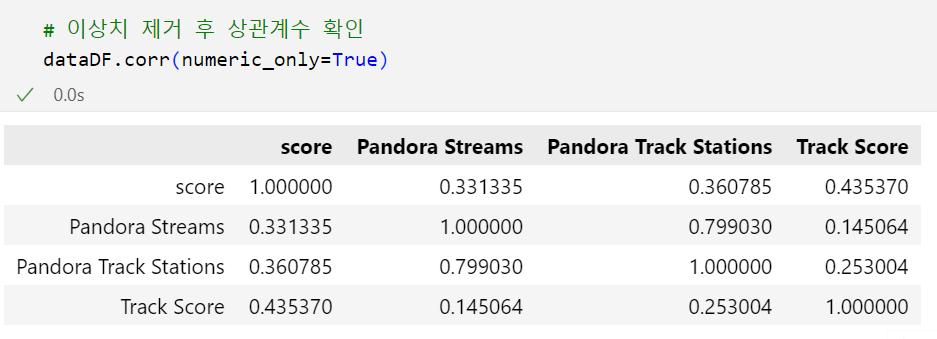 # 이상치 제거 후 상관계수 확인
dataDF.corr(numeric_only=True)
0.0s
score Pandora Streams Pandora Track Stations Track Score
score 1.000000 0.331335 0.360785 0.435370
Pandora Streams 0.331335 1.000000 0.799030 0.145064
Pandora Track Stations 0.360785 0.799030 1.000000 0.253004
Track Score 0.435370 0.145064 0.253004 1.000000